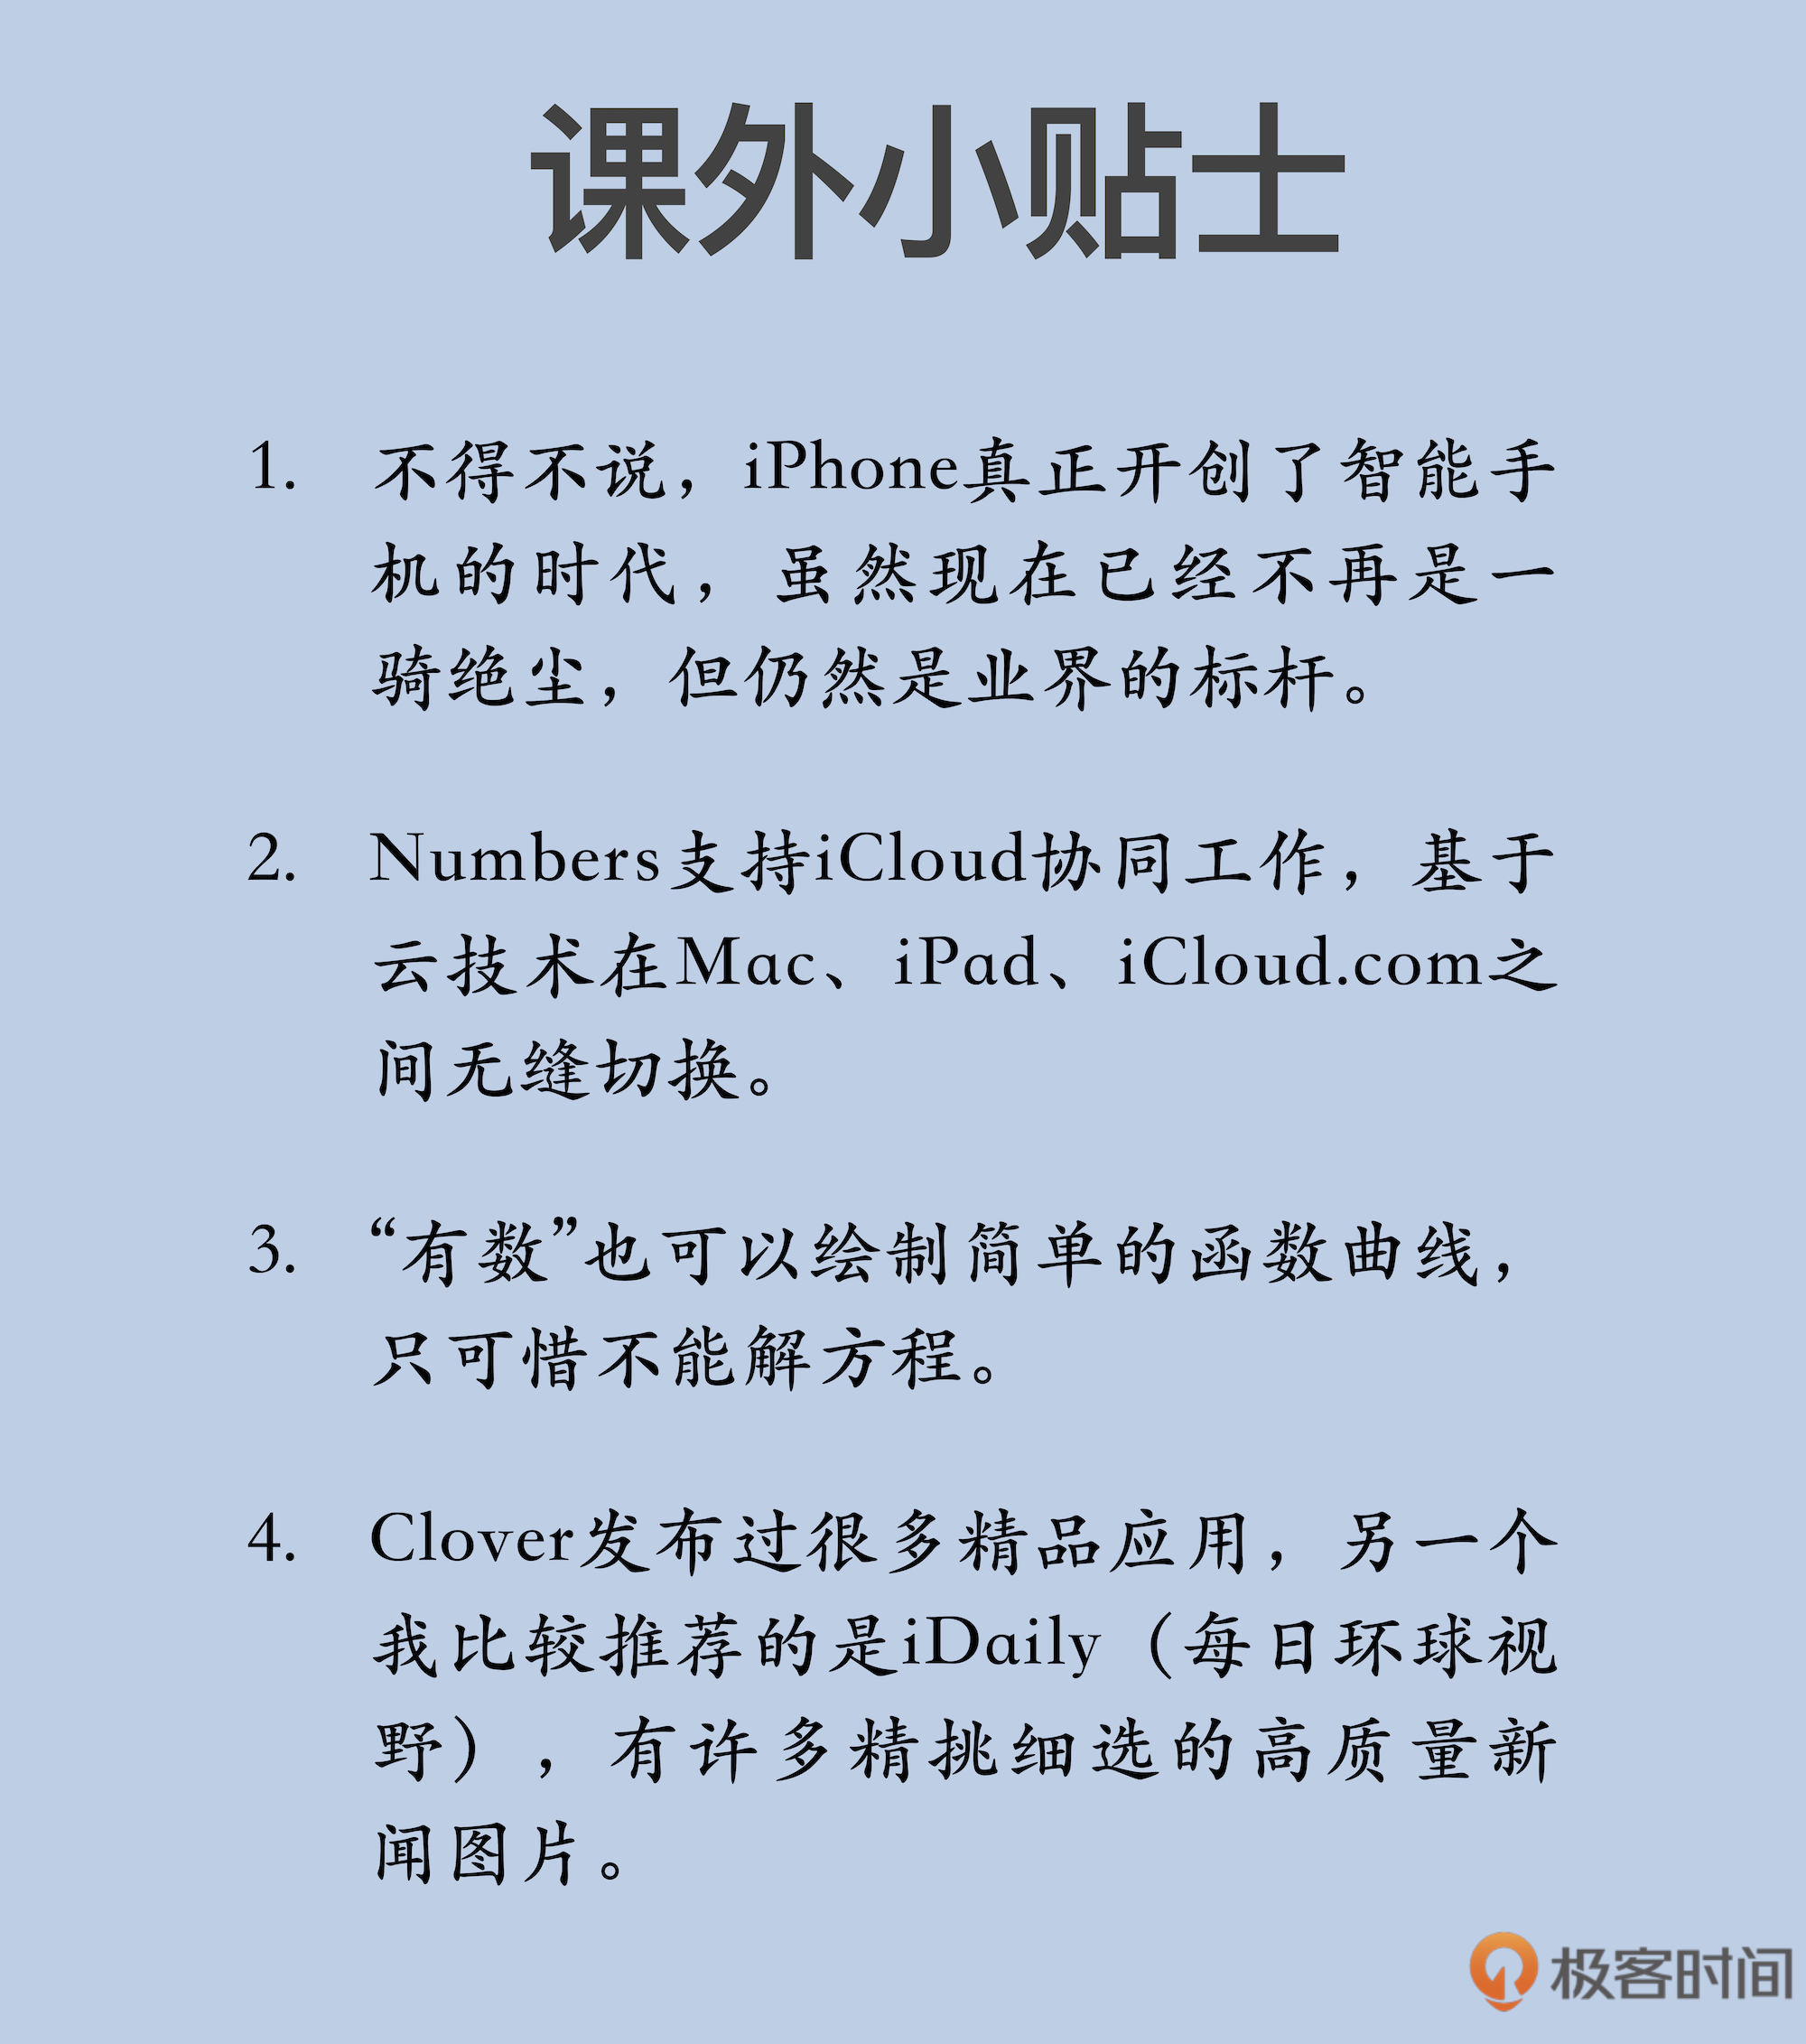 课外小贴士
1. 不得不说，iPhone真正开创了智能手
机的时代，虽然现在已经不再是一
骑绝尘，但仍然是业界的标杆。
2. Numbers支持iCloud协同工作，基于
云技术在Mac、iPad、iCloud.com之
间无缝切换。
3. “有数”也可以绘制简单的函数曲线，
只可惜不能解方程。
4. Clover发布过很多精品应用，另一个
我比较推荐的是iDaily（每日环球视
野），有许多精挑细选的高质量新
闻图片。
极客时间